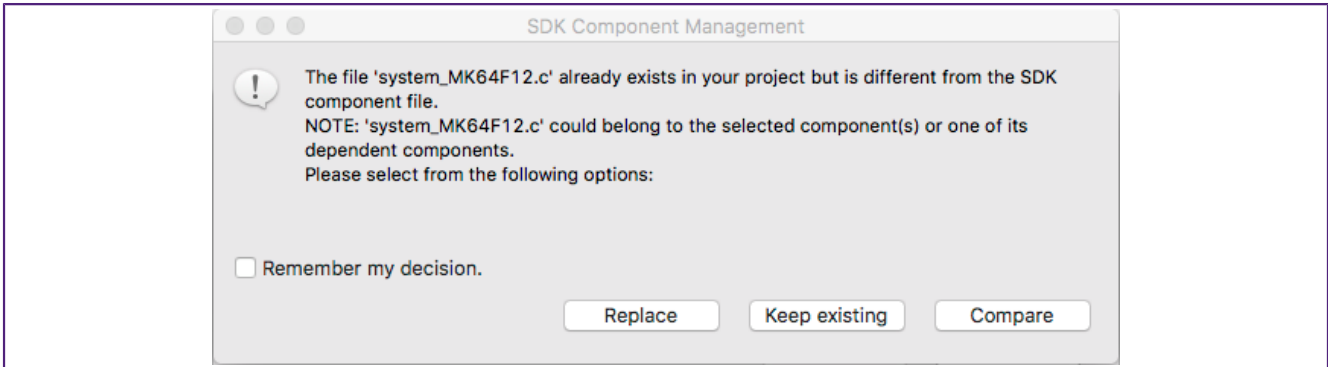 SDK Component Management
The file 'system_MK64F12.c' already exists in your project but is different from the SDK
component file.
NOTE: 'system_MK64F12.c' could belong to the selected component(s) or one of its
dependent components.
Please select from the following options:
Remember my decision.
Replace
Keep existing
Compare